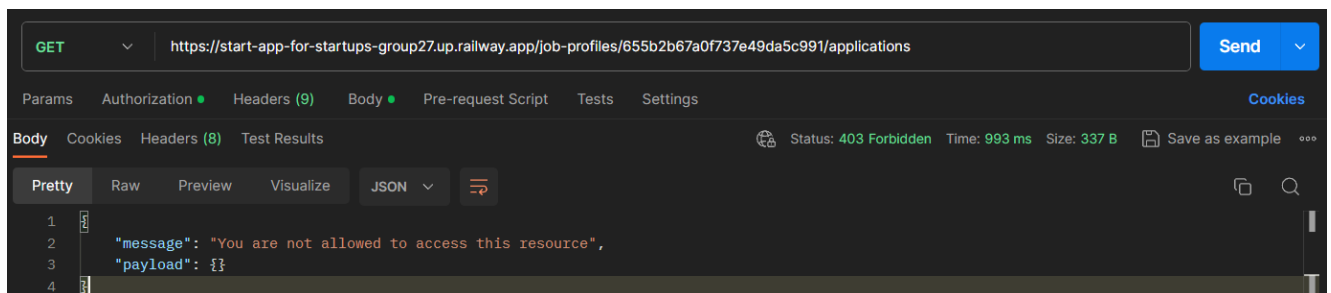 GET https://start-app-for-startups-group27.up.railway.app/job-profiles/655b2b67a0f737e49da5c991/applications Send
Params Authorization Headers (9) Body Pre-request Script Tests Settings Cookies
Body Cookies Headers (8) Test Results Status: 403 Forbidden Time: 993 ms Size: 337 B Save as example
Pretty Raw Preview Visualize JSON
1 {
2 "message": "You are not allowed to access this resource",
3 "payload": {}
4 }